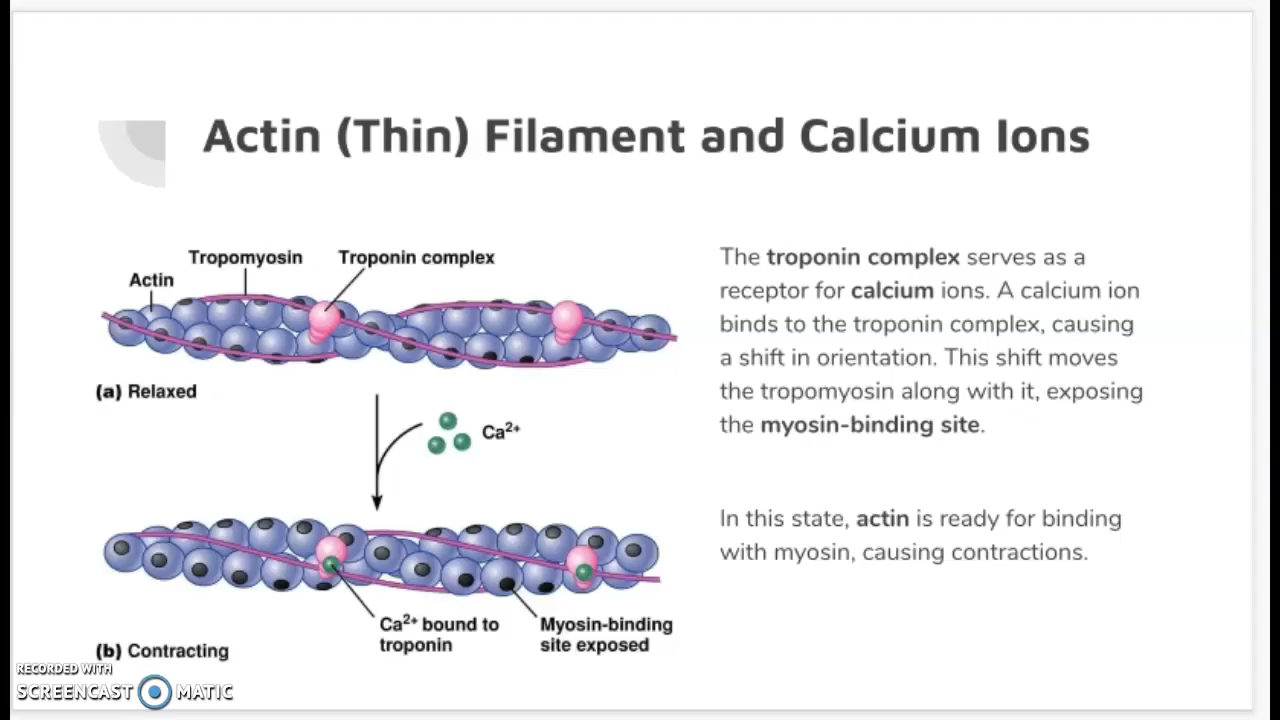 Actin (Thin) Filament and Calcium Ions
Tropomyosin
Troponin complex
Actin
(a) Relaxed
Ca2+
Ca2+ bound to
troponin
Myosin-binding
site exposed
(b) Contracting
The troponin complex serves as a
receptor for calcium ions. A calcium ion
binds to the troponin complex, causing
a shift in orientation. This shift moves
the tropomyosin along with it, exposing
the myosin-binding site.
In this state, actin is ready for binding
with myosin, causing contractions.
RECORDED WITH
SCREENCAST MATIC